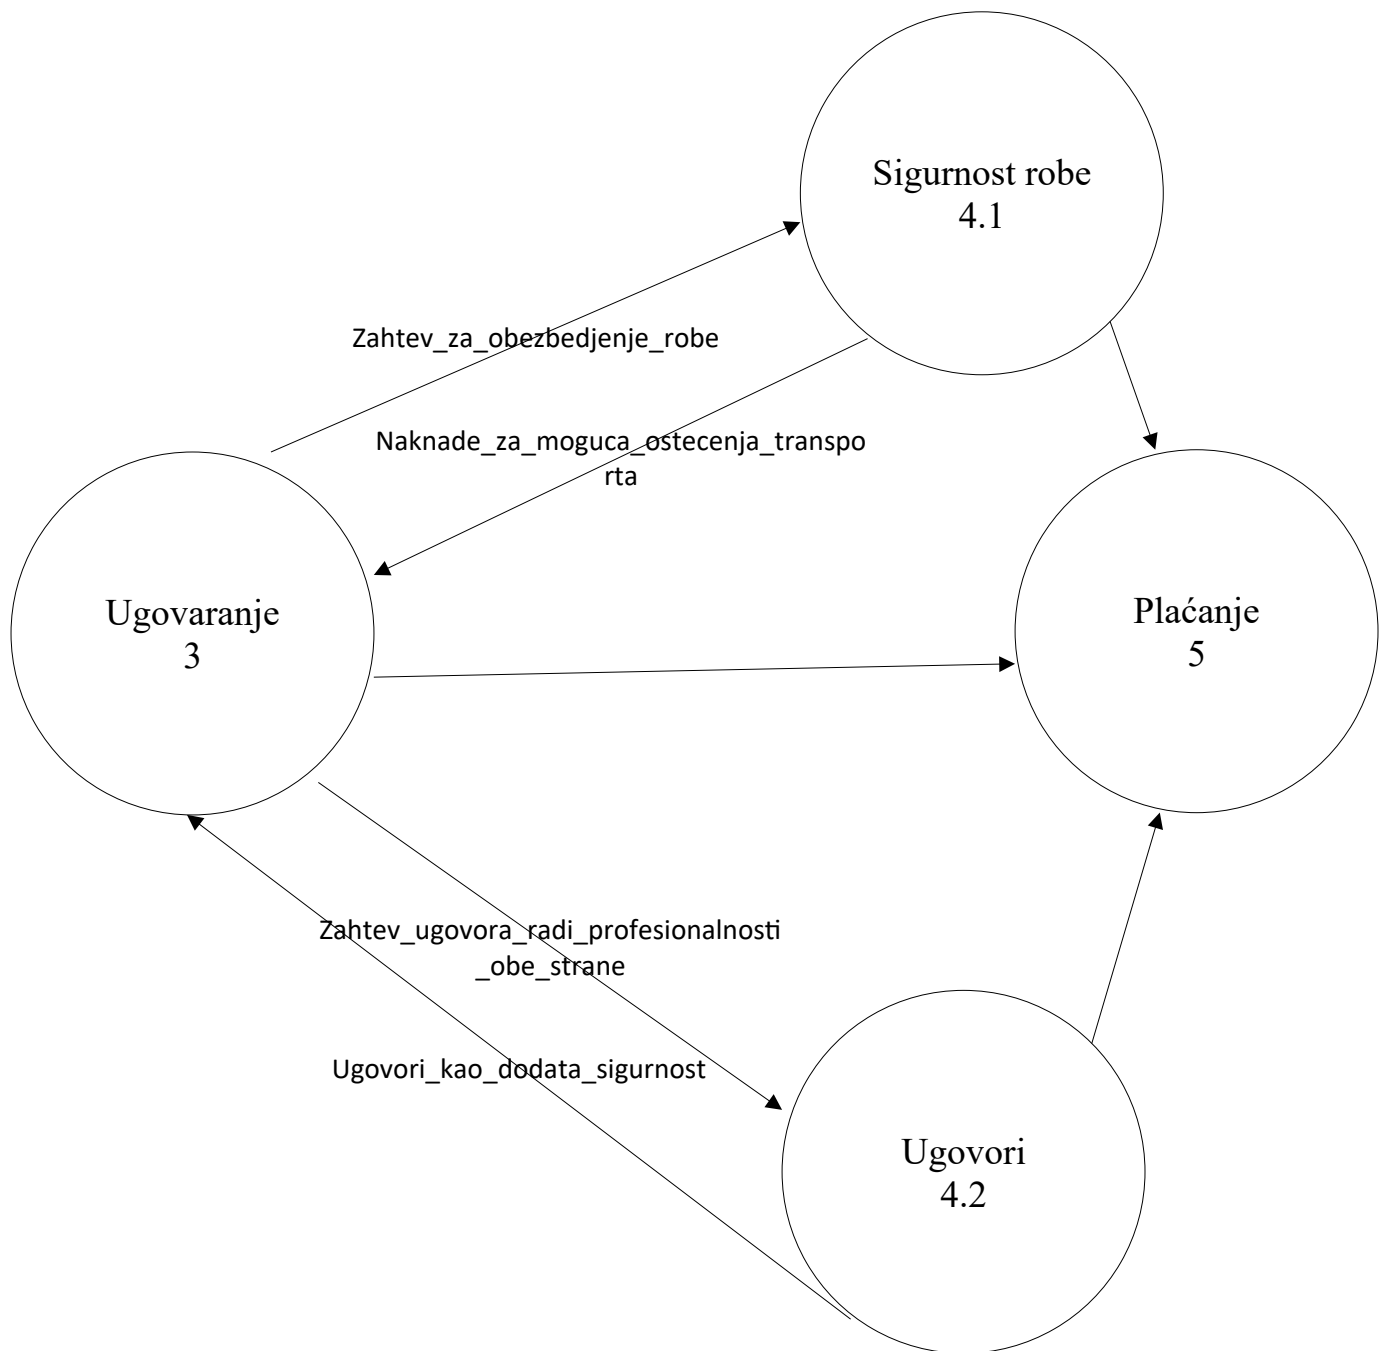 Sigurnost robe
4.1
Zahtev_za_obezbedjenje_robe
Naknade_za_moguca_ostecenja_transpo
rta
Ugovaranje
3
Plaćanje
5
Zahtev_ugovora_radi_profesionalnosti
_obe_strane
Ugovori_kao_dodata_sigurnost
Ugovori
4.2